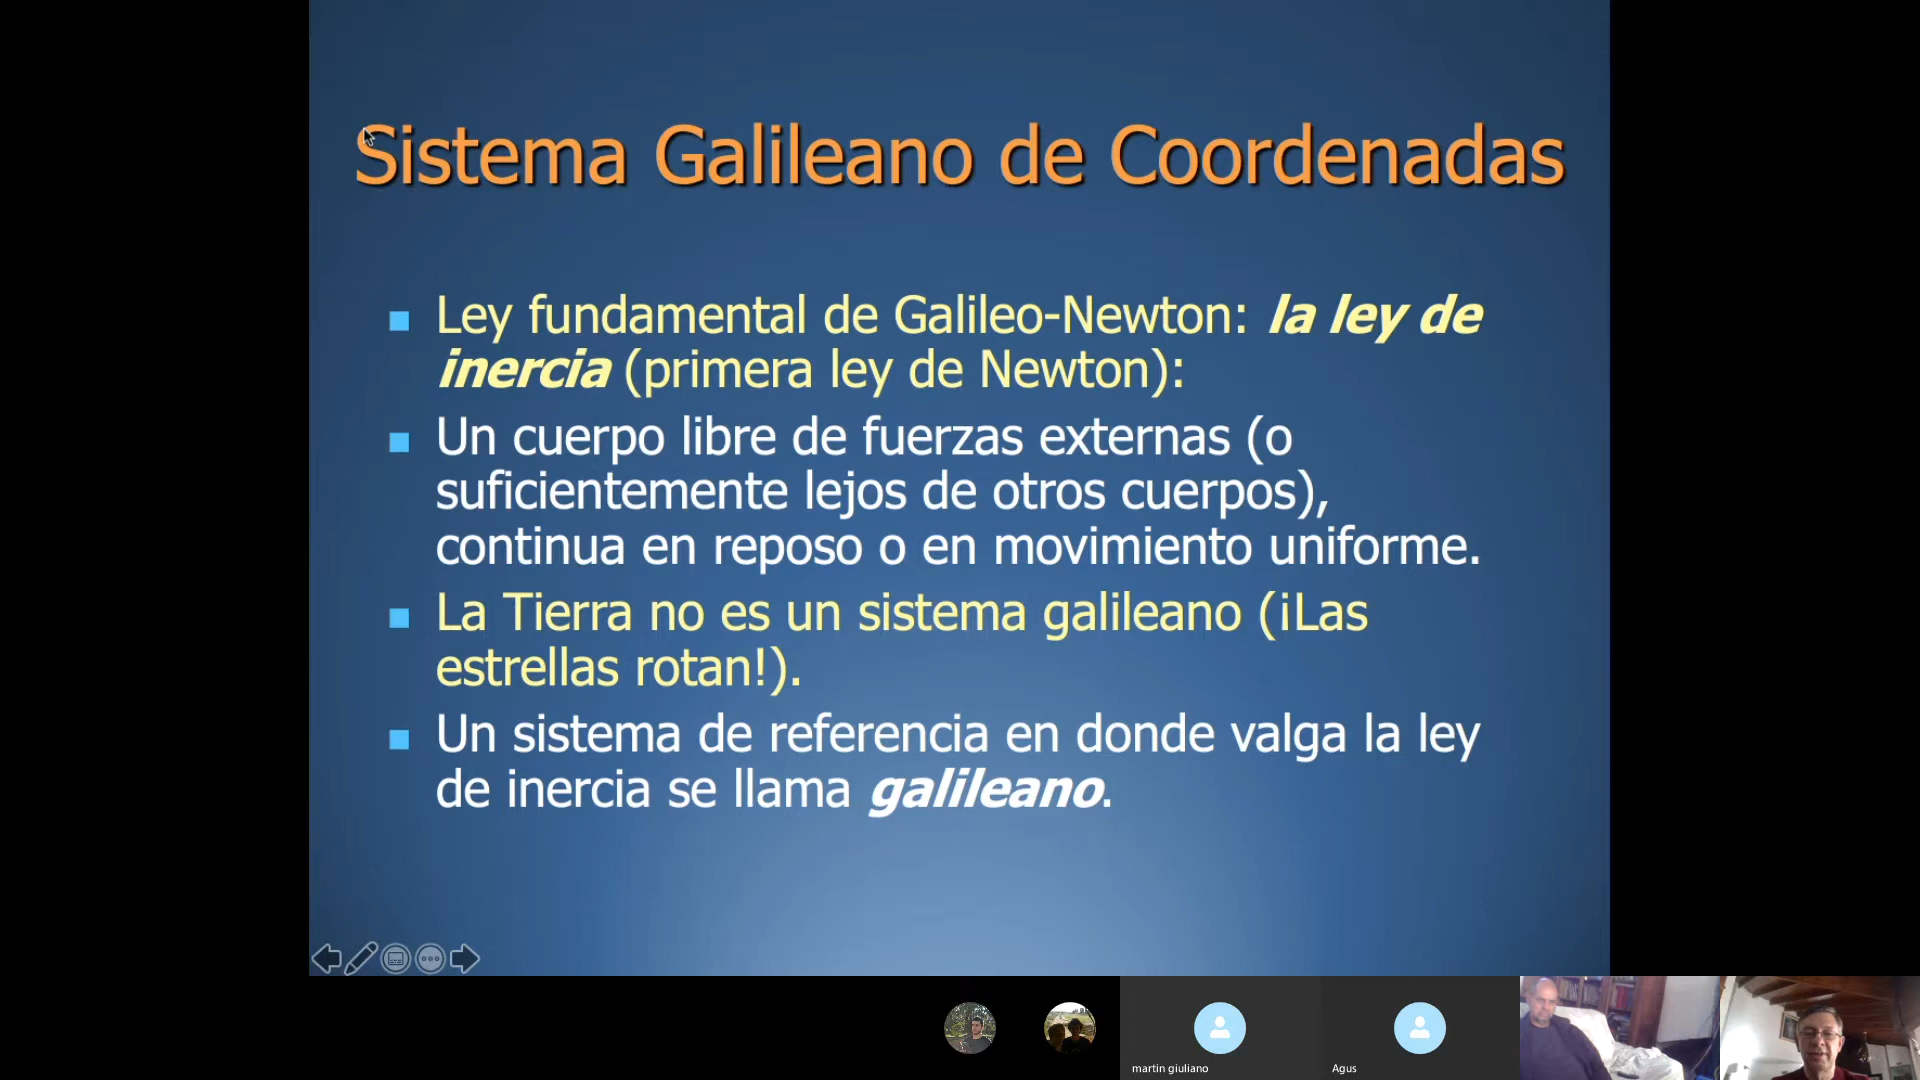 Sistema Galileano de Coordenadas
Ley fundamental de Galileo-Newton: la ley de
inercia (primera ley de Newton):
Un cuerpo libre de fuerzas externas (o
suficientemente lejos de otros cuerpos),
continua en reposo o en movimiento uniforme.
La Tierra no es un sistema galileano (¡Las
estrellas rotan!).
Un sistema de referencia en donde valga la ley
de inercia se llama galileano.
martin giuliano
Agus